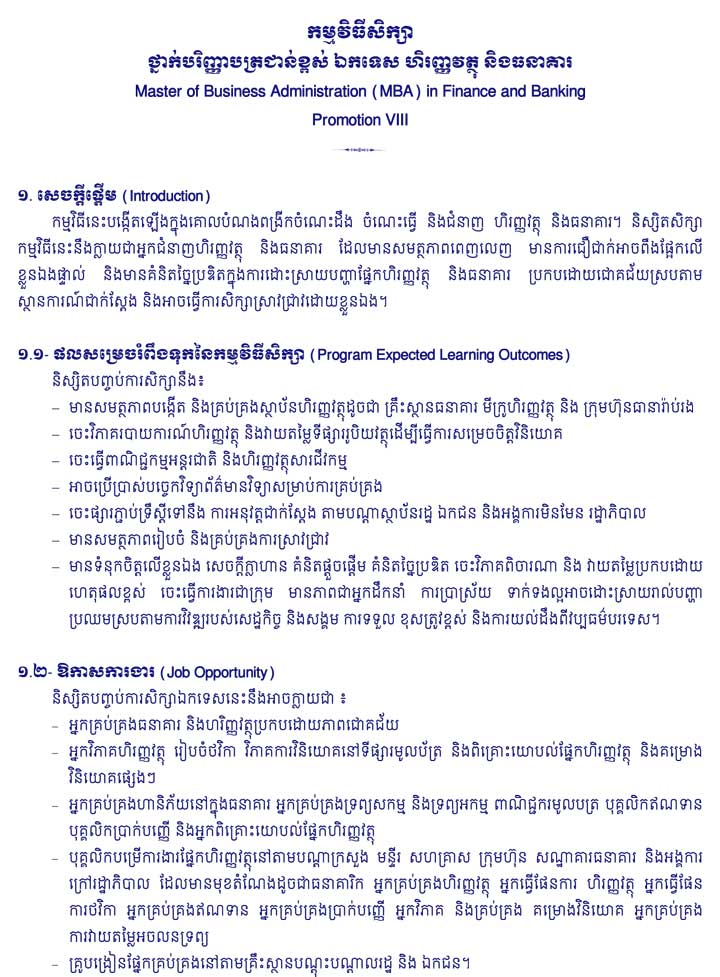 កម្មវិធីសិក្សា
ថ្នាក់បរិញ្ញាបត្រជាន់ខ្ពស់ ឯកទេស ហិរញ្ញវត្ថុ និងធនាគារ
Master of Business Administration (MBA) in Finance and Banking
Promotion VIII
១. សេចក្តីផ្តើម (Introduction)
កម្មវិធីនេះបង្កើតឡើងក្នុងគោលបំណងពង្រីកចំណេះដឹង ចំណេះធ្វើ និងជំនាញ ហិរញ្ញវត្ថុ និងធនាគារ។ និស្សិតសិក្សា
កម្មវិធីនេះនឹងក្លាយជាអ្នកជំនាញហិរញ្ញវត្ថុ និងធនាគារ ដែលមានសមត្ថភាពពេញលេញ មានការជឿជាក់អាចពឹងផ្អែកលើ
ខ្លួនឯងផ្ទាល់ និងមានគំនិតច្នៃប្រឌិតក្នុងការដោះស្រាយបញ្ហាផ្នែកហិរញ្ញវត្ថុ និងធនាគារ ប្រកបដោយជោគជ័យស្របតាម
ស្ថានការណ៍ជាក់ស្តែង និងអាចធ្វើការសិក្សាស្រាវជ្រាវដោយខ្លួនឯង។
១.១- ផលសម្រេចរំពឹងទុកនៃកម្មវិធីសិក្សា (Program Expected Learning Outcomes)
និស្សិតបញ្ចប់ការសិក្សានឹង៖
– មានសមត្ថភាពបង្កើត និងគ្រប់គ្រងស្ថាប័នហិរញ្ញវត្ថុដូចជា គ្រឹះស្ថានធនាគារ មីក្រូហិរញ្ញវត្ថុ និង ក្រុមហ៊ុនធានារ៉ាប់រង
– ចេះវិភាគរបាយការណ៍ហិរញ្ញវត្ថុ និងវាយតម្លៃទីផ្សាររូបិយវត្ថុដើម្បីធ្វើការសម្រេចចិត្តវិនិយោគ
– ចេះធ្វើពាណិជ្ជកម្មអន្តរជាតិ និងហិរញ្ញវត្ថុសារជីវកម្ម
– អាចប្រើប្រាស់បច្ចេកវិទ្យាព័ត៌មានវិទ្យាសម្រាប់ការគ្រប់គ្រង
– ចេះផ្សារភ្ជាប់ទ្រឹស្តីទៅនឹង ការអនុវត្តជាក់ស្តែង តាមបណ្តាស្ថាប័នរដ្ឋ ឯកជន និងអង្គការមិនមែន រដ្ឋាភិបាល
– មានសមត្ថភាពរៀបចំ និងគ្រប់គ្រងការស្រាវជ្រាវ
– មានទំនុកចិត្តលើខ្លួនឯង សេចក្តីក្លាហាន គំនិតផ្តួចផ្តើម គំនិតច្នៃប្រឌិត ចេះវិភាគពិចារណា និង វាយតម្លៃប្រកបដោយ
ហេតុផលខ្ពស់ ចេះធ្វើការងារជាក្រុម មានភាពជាអ្នកដឹកនាំ ការប្រាស្រ័យ ទាក់ទងល្អអាចដោះស្រាយរាល់បញ្ហា
ប្រឈមស្របតាមការវិវឌ្ឍរបស់សេដ្ឋកិច្ច និងសង្គម ការទទួល ខុសត្រូវខ្ពស់ និងការយល់ដឹងពីវប្បធម៌បរទេស។
១.២- ឱកាសការងារ (Job Opportunity)
និស្សិតបញ្ចប់ការសិក្សាឯកទេសនេះនឹងអាចក្លាយជា ៖
– អ្នកគ្រប់គ្រងធនាគារ និងហរិញ្ញវត្ថុប្រកបដោយភាពជោគជ័យ
– អ្នកវិភាគហិរញ្ញវត្ថុ រៀបចំថវិកា វិភាគការវិនិយោគនៅទីផ្សារមូលប័ត្រ និងពិគ្រោះយោបល់ផ្នែកហិរញ្ញវត្ថុ និងគម្រោង
វិនិយោគផ្សេងៗ
– អ្នកគ្រប់គ្រងហានិភ័យនៅក្នុងធនាគារ អ្នកគ្រប់គ្រងទ្រព្យសកម្ម និងទ្រព្យអកម្ម ពាណិជ្ជករមូលបត្រ បុគ្គលិកឥណទាន
បុគ្គលិកប្រាក់បញ្ញើ និងអ្នកពិគ្រោះយោបល់ផ្នែកហិរញ្ញវត្ថុ
– បុគ្គលិកបម្រើការងារផ្នែកហិរញ្ញវត្ថុនៅតាមបណ្តាក្រសួង មន្ទីរ សហគ្រាស ក្រុមហ៊ុន សណ្ឋាគារធនាគារ និងអង្គការ
ក្រៅរដ្ឋាភិបាល ដែលមានមុខតំណែងដូចជាធនាគារិក អ្នកគ្រប់គ្រងហិរញ្ញវត្ថុ អ្នកធ្វើផែនការ ហិរញ្ញវត្ថុ អ្នកធ្វើផែន
ការថវិកា អ្នកគ្រប់គ្រងឥណទាន អ្នកគ្រប់គ្រងប្រាក់បញ្ញើ អ្នកវិភាគ និងគ្រប់គ្រង គម្រោងវិនិយោគ អ្នកគ្រប់គ្រង
ការវាយតម្លៃអចលនទ្រព្យ
– គ្រូបង្រៀនផ្នែកគ្រប់គ្រងនៅតាមគ្រឹះស្ថានបណ្តុះបណ្តាលរដ្ឋ និង ឯកជន។